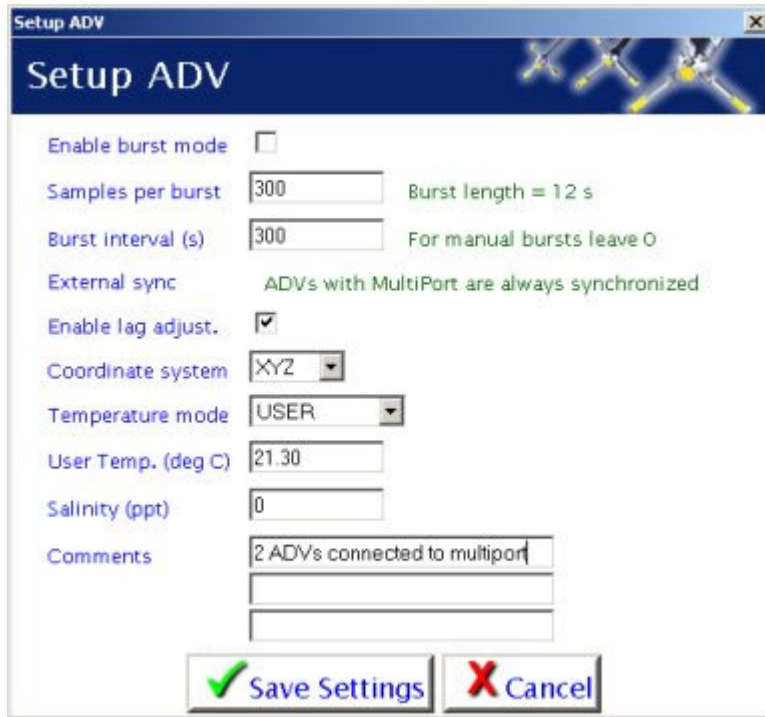 Setup ADV
Setup ADV
Enable burst mode
Samples per burst 300 Burst length = 12 s
Burst interval (s) 300 For manual bursts leave 0
External sync ADVs with MultiPort are always synchronized
Enable lag adjust.
Coordinate system XYZ
Temperature mode USER
User Temp. (deg C) 21.30
Salinity (ppt) 0
Comments 2 ADVs connected to multiport
Save Settings Cancel